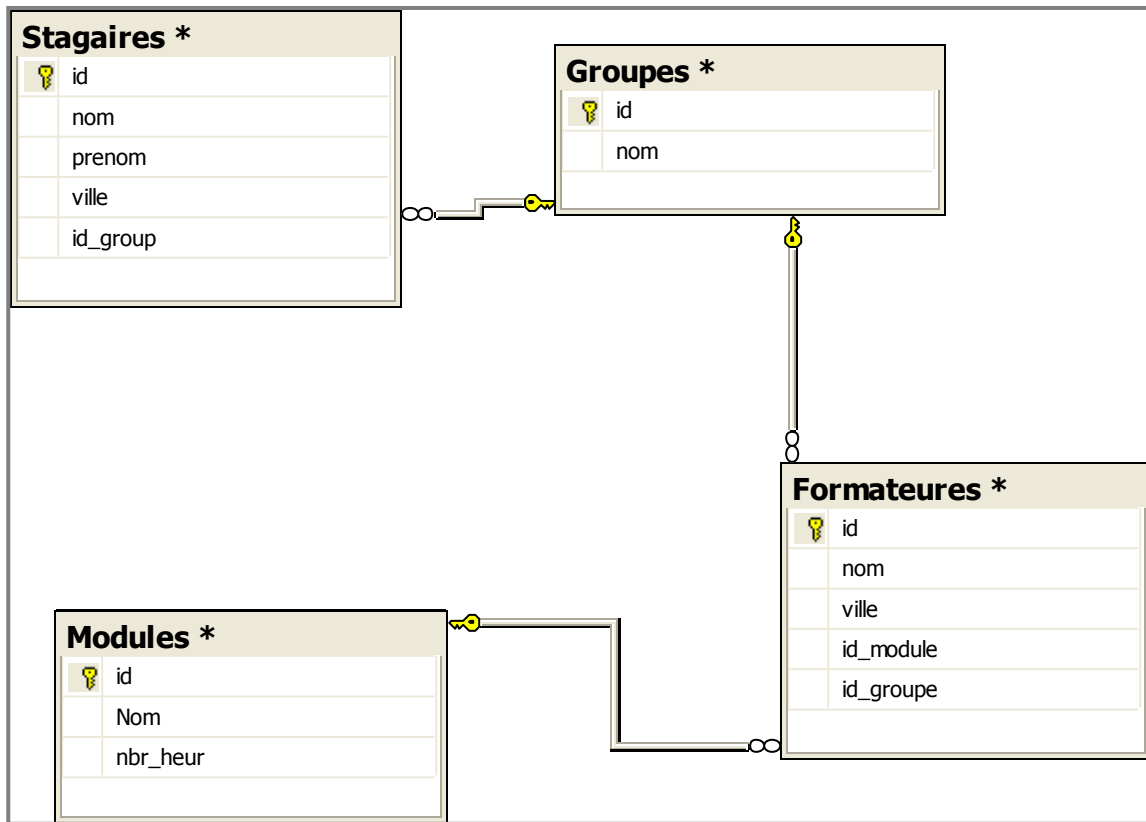 Stagaires *
id
nom
prenom
ville
id_group
Groupes *
id
nom
Formateures *
id
nom
ville
id_module
id_groupe
Modules *
id
Nom
nbr_heur